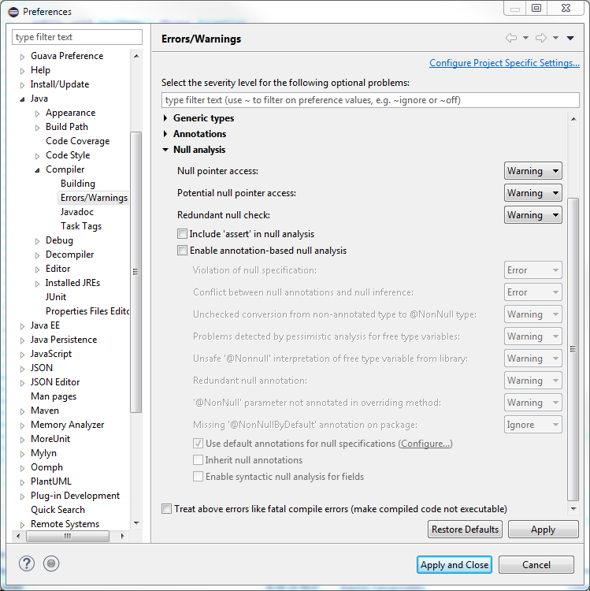 Preferences
type filter text
Guava Preference
Help
Install/Update
Java
Appearance
Build Path
Code Coverage
Code Style
Compiler
Building
Errors/Warnings
Javadoc
Task Tags
Debug
Decompiler
Editor
Installed JREs
JUnit
Properties Files Edito
Java EE
Java Persistence
JavaScript
JSON
JSON Editor
Man pages
Maven
Memory Analyzer
MoreUnit
Mylyn
Oomph
PlantUML
Plug-in Development
Quick Search
Remote Systems
Errors/Warnings
Configure Project Specific Settings...
Select the severity level for the following optional problems:
type filter text (use ~ to filter on preference values, e.g. ~ignore or ~off)
Generic types
Annotations
Null analysis
Null pointer access: Warning
Potential null pointer access: Warning
Redundant null check: Warning
Include 'assert' in null analysis
Enable annotation-based null analysis
Violation of null specification: Error
Conflict between null annotations and null inference: Error
Unchecked conversion from non-annotated type to @NonNull type: Warning
Problems detected by pessimistic analysis for free type variables: Warning
Unsafe '@Nonnull' interpretation of free type variable from library: Warning
Redundant null annotation: Warning
'@NonNull' parameter not annotated in overriding method: Warning
Missing '@NonNullByDefault' annotation on package: Ignore
Use default annotations for null specifications (Configure...)
Inherit null annotations
Enable syntactic null analysis for fields
Treat above errors like fatal compile errors (make compiled code not executable)
Restore Defaults Apply
Apply and Close Cancel